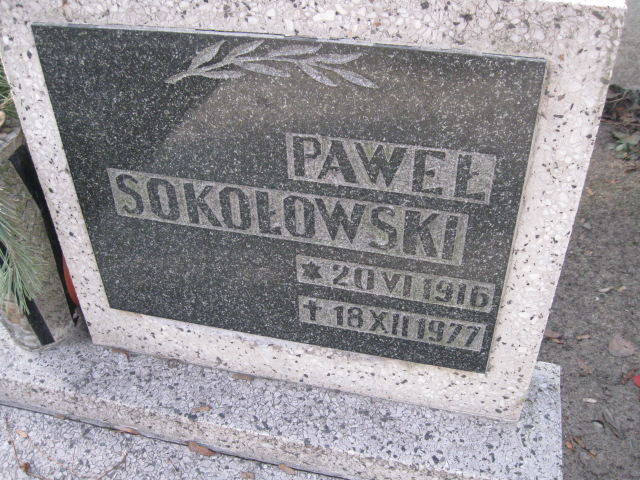 PAWEŁ
SOKOŁOWSKI
* 20 VI 1916
✝ 18 XII 1977